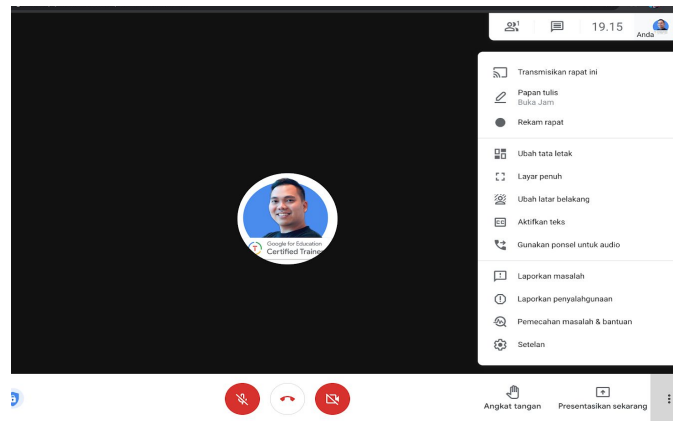 1
19.15
Anda
Transmisikan rapat ini
Papan tulis
Buka Jam
Rekam rapat
Ubah tata letak
Layar penuh
Ubah latar belakang
CC
Aktifkan teks
Gunakan ponsel untuk audio
Laporkan masalah
Laporkan penyalahgunaan
Pemecahan masalah & bantuan
Setelan
Google for Education
T
Certified Traine
Angkat tangan
Presentasikan sekarang